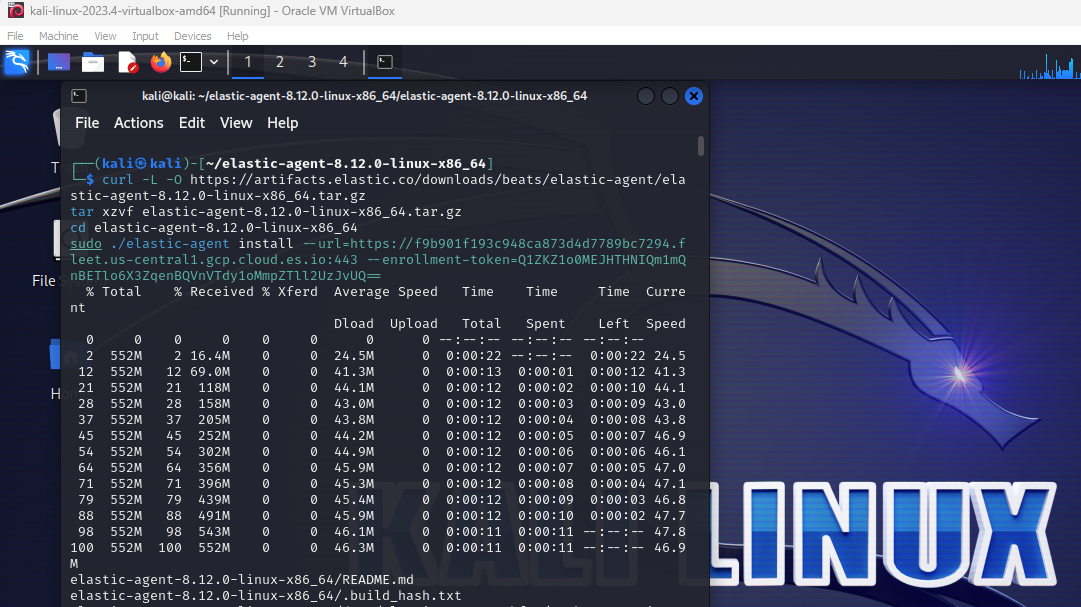 kali-linux-2023.4-virtualbox-amd64 [Running] - Oracle VM VirtualBox
File Machine View Input Devices Help
1 2 3 4
kali@kali: ~/elastic-agent-8.12.0-linux-x86_64/elastic-agent-8.12.0-linux-x86_64
File Actions Edit View Help
┌──(kali㉿kali)-[~/elastic-agent-8.12.0-linux-x86_64]
└─$ curl -L -O https://artifacts.elastic.co/downloads/beats/elastic-agent/ela
stic-agent-8.12.0-linux-x86_64.tar.gz
tar xzvf elastic-agent-8.12.0-linux-x86_64.tar.gz
cd elastic-agent-8.12.0-linux-x86_64
sudo ./elastic-agent install --url=https://f9b901f193c948ca873d4d7789bc7294.f
leet.us-central1.gcp.cloud.es.io:443 --enrollment-token=Q1ZKZ1o0MEJHTHNIQm1mQ
nBETlo6X3ZqenBQVnVTdy1oMmpZTll2UzJvUQ==
% Total % Received % Xferd Average Speed Time Time Time Curre
nt
Dload Upload Total Spent Left Speed
0 0 0 0 0 0 0 0 --:--:-- --:--:-- --:--:--
2 552M 2 16.4M 0 0 24.5M 0 0:00:22 --:--:-- 0:00:22 24.5
12 552M 12 69.0M 0 0 41.3M 0 0:00:13 0:00:01 0:00:12 41.3
21 552M 21 118M 0 0 44.1M 0 0:00:12 0:00:02 0:00:10 44.1
28 552M 28 158M 0 0 43.0M 0 0:00:12 0:00:03 0:00:09 43.0
37 552M 37 205M 0 0 43.8M 0 0:00:12 0:00:04 0:00:08 43.8
45 552M 45 252M 0 0 44.2M 0 0:00:12 0:00:05 0:00:07 46.9
54 552M 54 302M 0 0 44.9M 0 0:00:12 0:00:06 0:00:06 46.1
64 552M 64 356M 0 0 45.9M 0 0:00:12 0:00:07 0:00:05 47.0
71 552M 71 396M 0 0 45.3M 0 0:00:12 0:00:08 0:00:04 47.1
79 552M 79 439M 0 0 45.4M 0 0:00:12 0:00:09 0:00:03 46.8
88 552M 88 491M 0 0 45.9M 0 0:00:12 0:00:10 0:00:02 47.7
98 552M 98 543M 0 0 46.1M 0 0:00:11 0:00:11 --:--:-- 47.8
100 552M 100 552M 0 0 46.3M 0 0:00:11 0:00:11 --:--:-- 46.9
M
elastic-agent-8.12.0-linux-x86_64/README.md
elastic-agent-8.12.0-linux-x86_64/.build_hash.txt
File
KALI LINUX